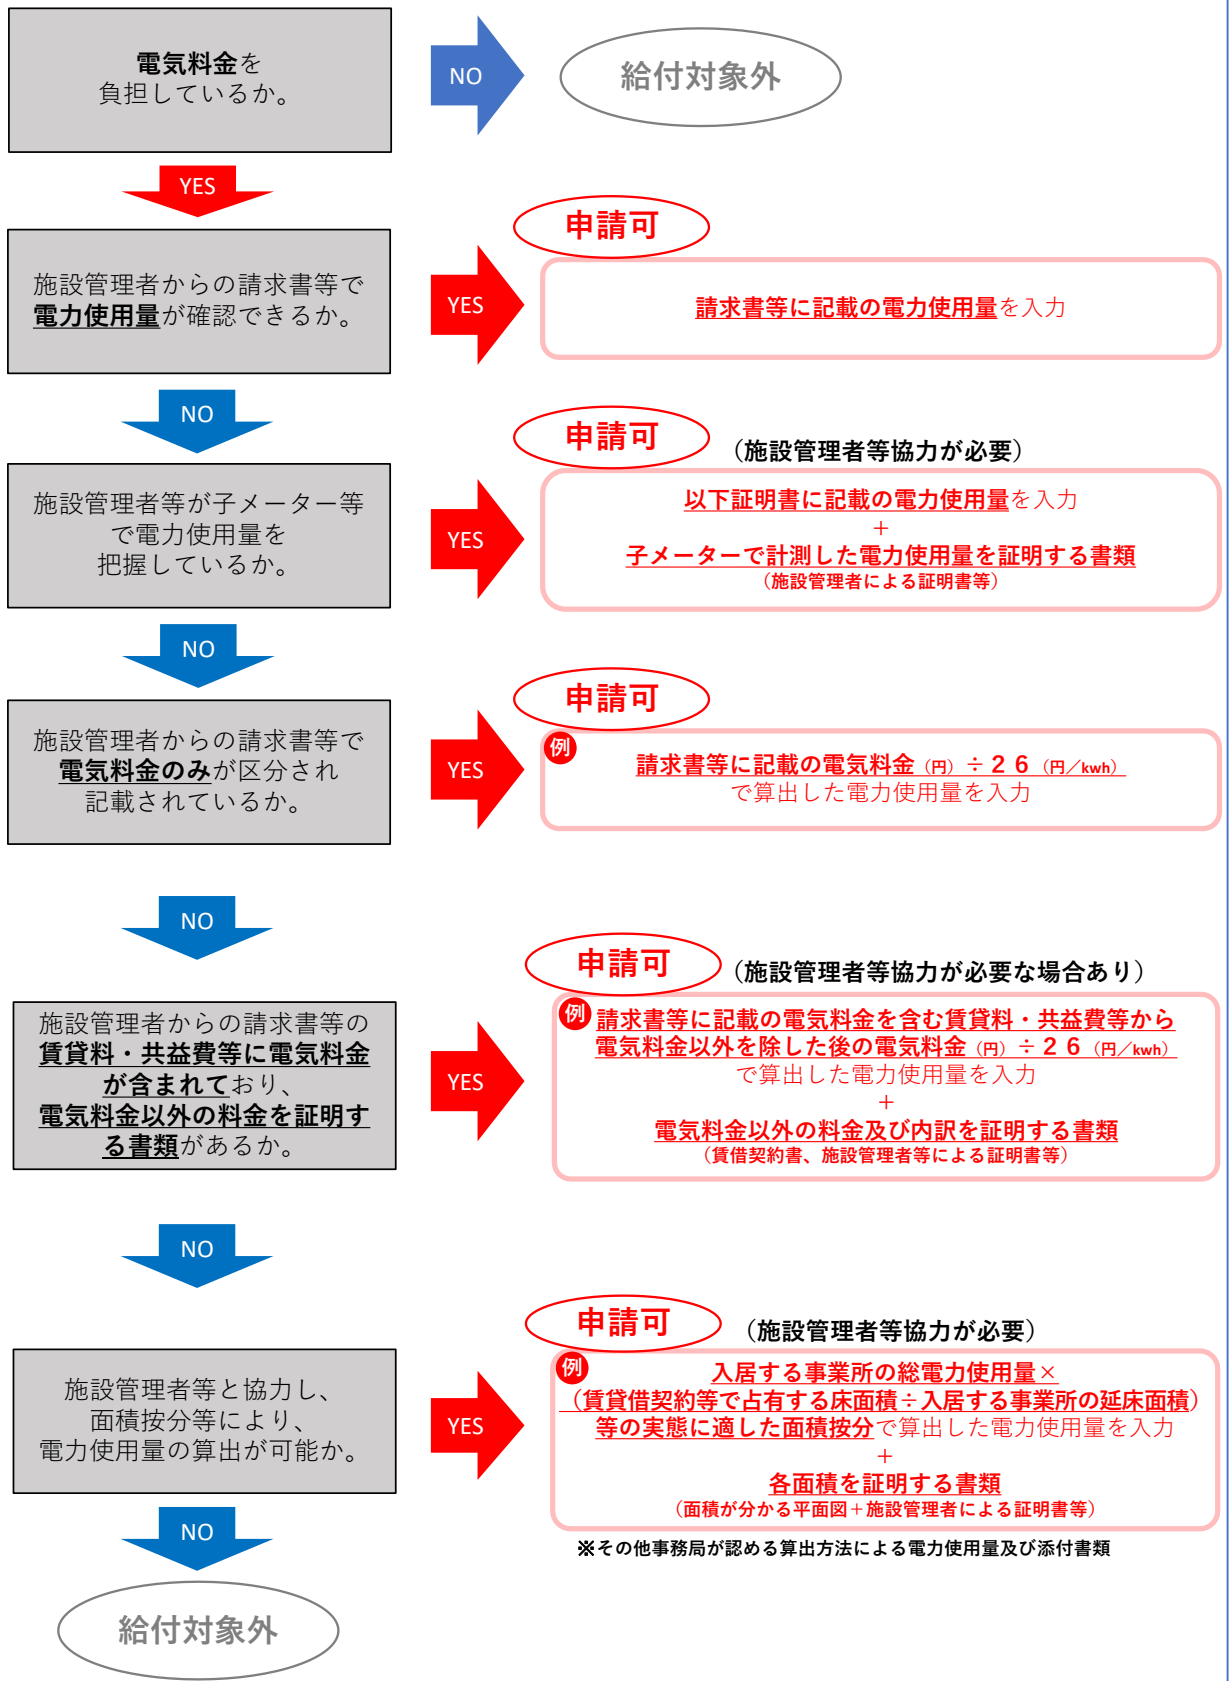 電気料金を
負担しているか。
NO
給付対象外
YES
施設管理者からの請求書等で
電力使用量が確認できるか。
YES
申請可
請求書等に記載の電力使用量を入力
NO
施設管理者等が子メーター等
で電力使用量を
把握しているか。
YES
申請可
（施設管理者等協力が必要）
以下証明書に記載の電力使用量を入力
＋
子メーターで計測した電力使用量を証明する書類
（施設管理者による証明書等）
NO
施設管理者からの請求書等で
電気料金のみが区分され
記載されているか。
YES
申請可
例
請求書等に記載の電気料金（円）÷２６（円／kwh）
で算出した電力使用量を入力
NO
施設管理者からの請求書等の
賃貸料・共益費等に電気料金
が含まれており、
電気料金以外の料金を証明す
る書類があるか。
YES
申請可
（施設管理者等協力が必要な場合あり）
例
請求書等に記載の電気料金を含む賃貸料・共益費等から
電気料金以外を除した後の電気料金（円）÷２６（円／kwh）
で算出した電力使用量を入力
＋
電気料金以外の料金及び内訳を証明する書類
（賃借契約書、施設管理者等による証明書等）
NO
施設管理者等と協力し、
面積按分等により、
電力使用量の算出が可能か。
YES
申請可
（施設管理者等協力が必要）
例
入居する事業所の総電力使用量×
（賃貸借契約等で占有する床面積÷入居する事業所の延床面積）
等の実態に適した面積按分で算出した電力使用量を入力
＋
各面積を証明する書類
（面積が分かる平面図＋施設管理者による証明書等）
※その他事務局が認める算出方法による電力使用量及び添付書類
NO
給付対象外